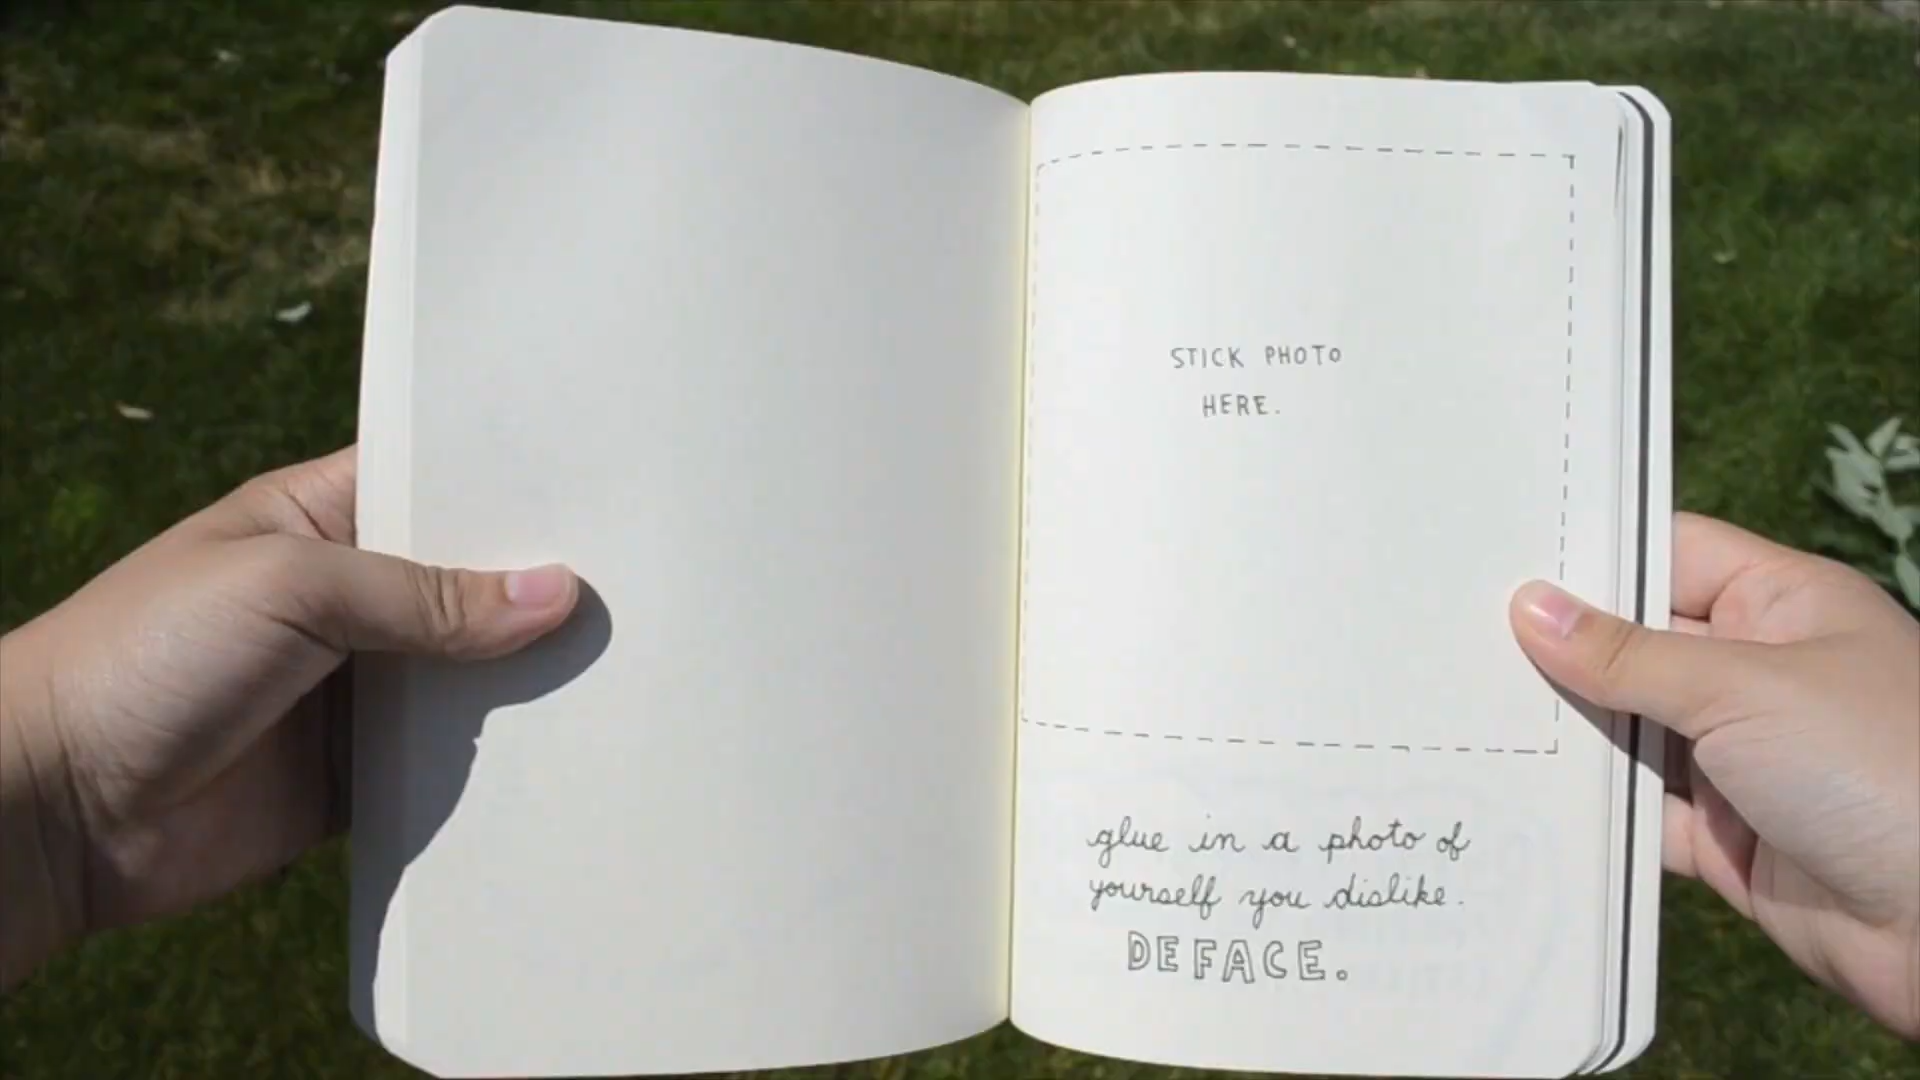 STICK PHOTO
HERE.
glue in a photo of
yourself you dislike.
DEFACE.